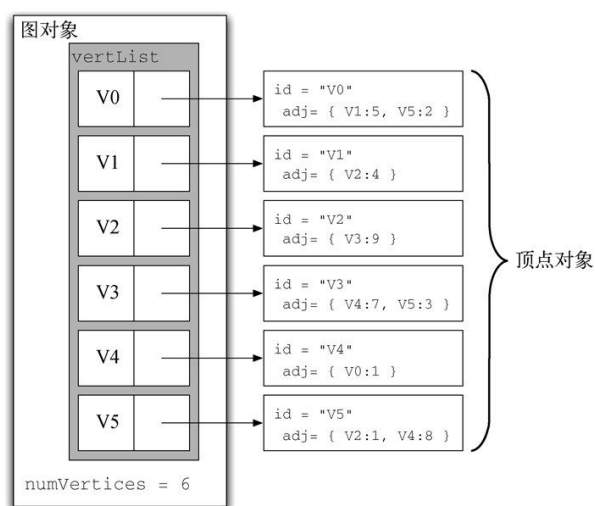 图对象
vertList
V0
id = "V0"
adj= { V1:5, V5:2 }
V1
id = "V1"
adj= { V2:4 }
V2
id = "V2"
adj= { V3:9 }
V3
id = "V3"
adj= { V4:7, V5:3 }
V4
id = "V4"
adj= { V0:1 }
V5
id = "V5"
adj= { V2:1, V4:8 }
顶点对象
numVertices = 6